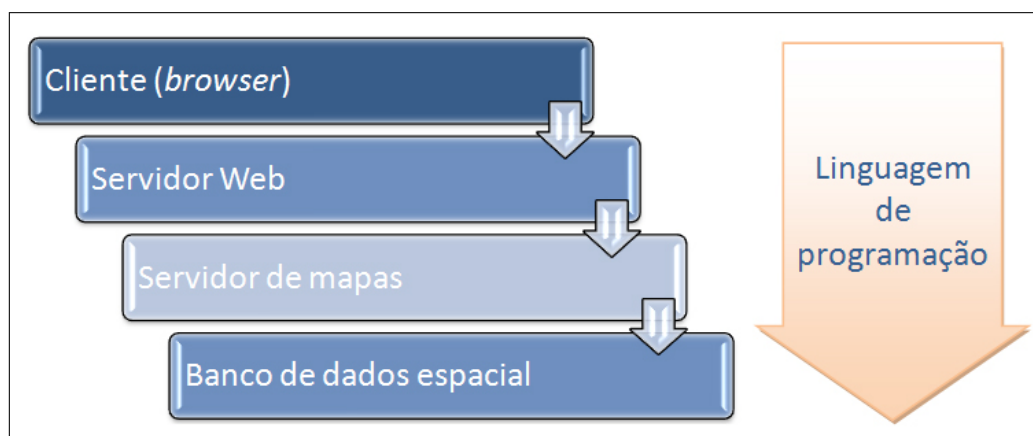 Cliente (browser)
Servidor Web
Servidor de mapas
Banco de dados espacial
Linguagem
de
programação